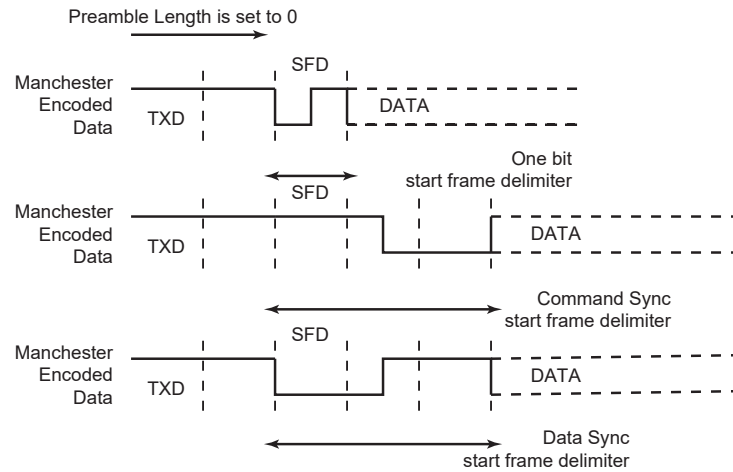 Preamble Length is set to 0
SFD
Manchester
Encoded
Data
TXD
DATA
One bit
start frame delimiter
SFD
Manchester
Encoded
Data
TXD
DATA
Command Sync
start frame delimiter
SFD
Manchester
Encoded
Data
TXD
DATA
Data Sync
start frame delimiter